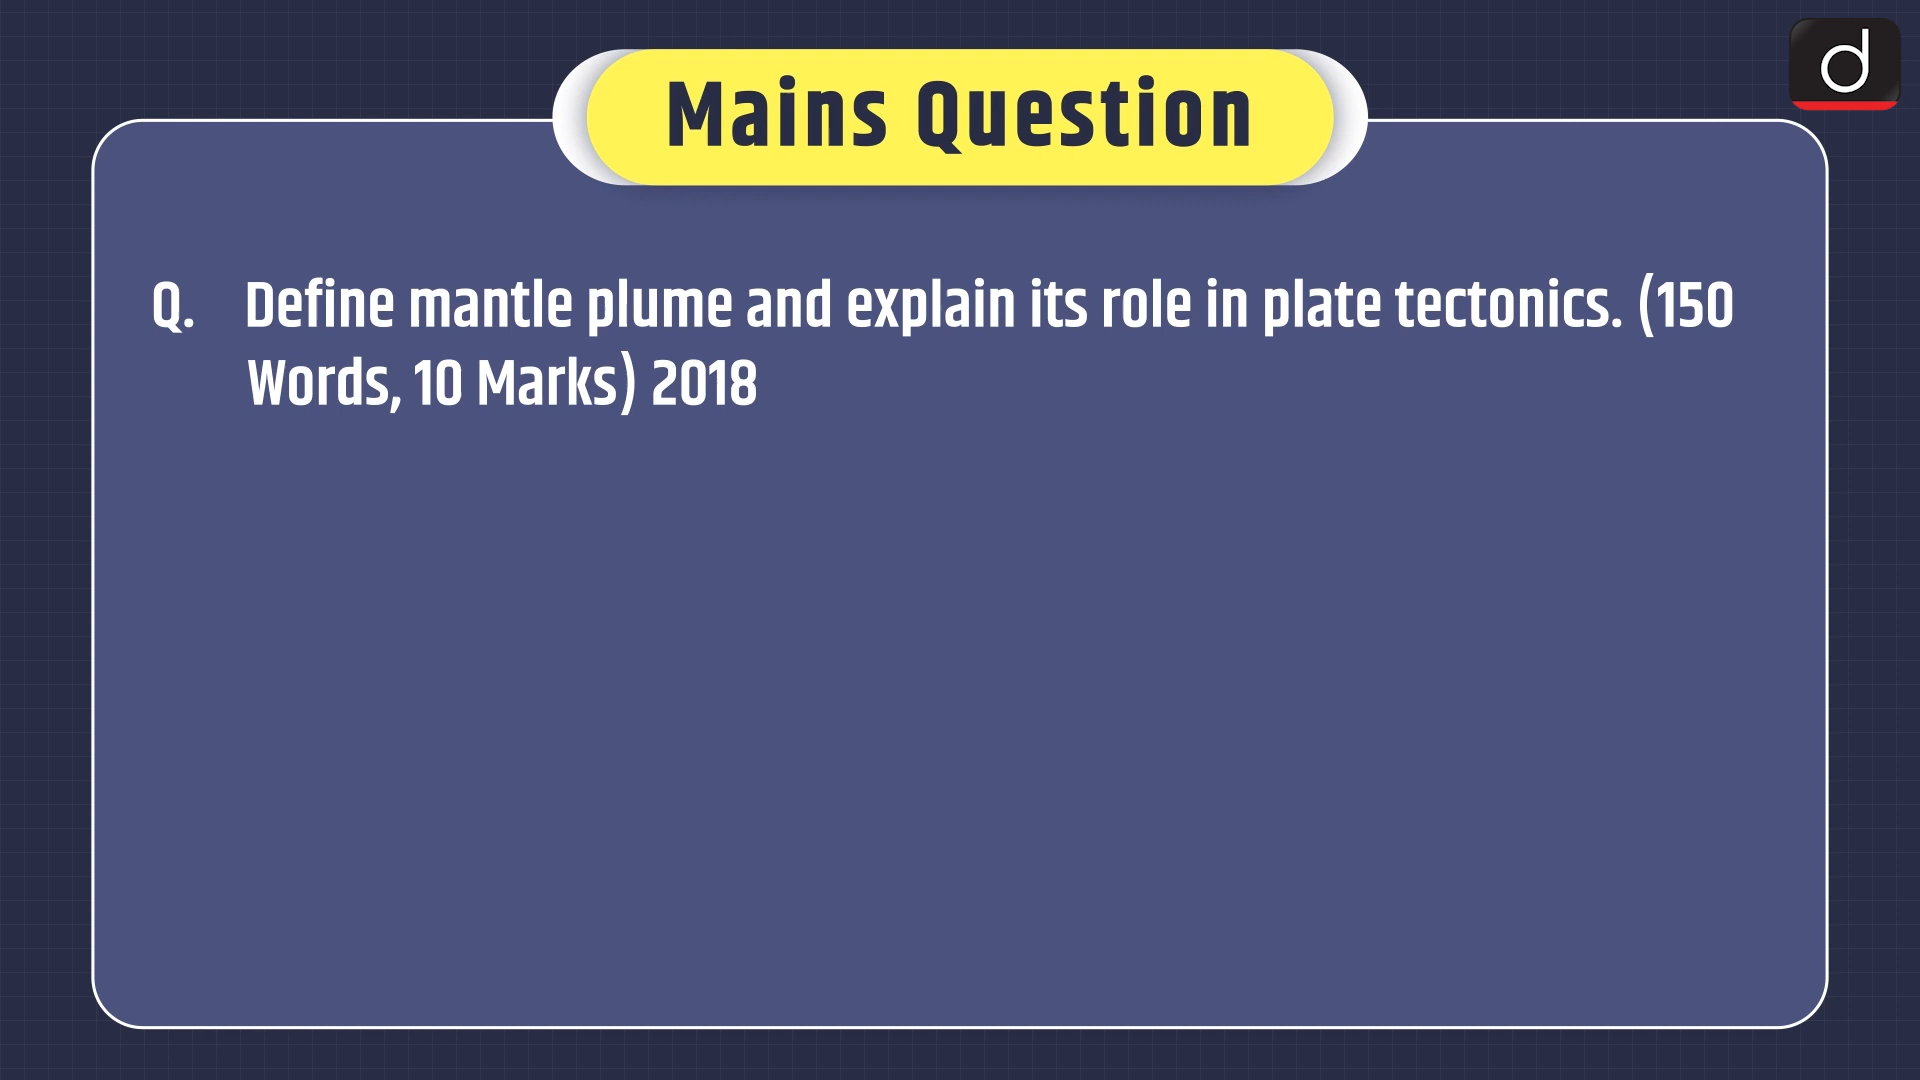 Mains Question
d
Q. Define mantle plume and explain its role in plate tectonics. (150
Words, 10 Marks) 2018